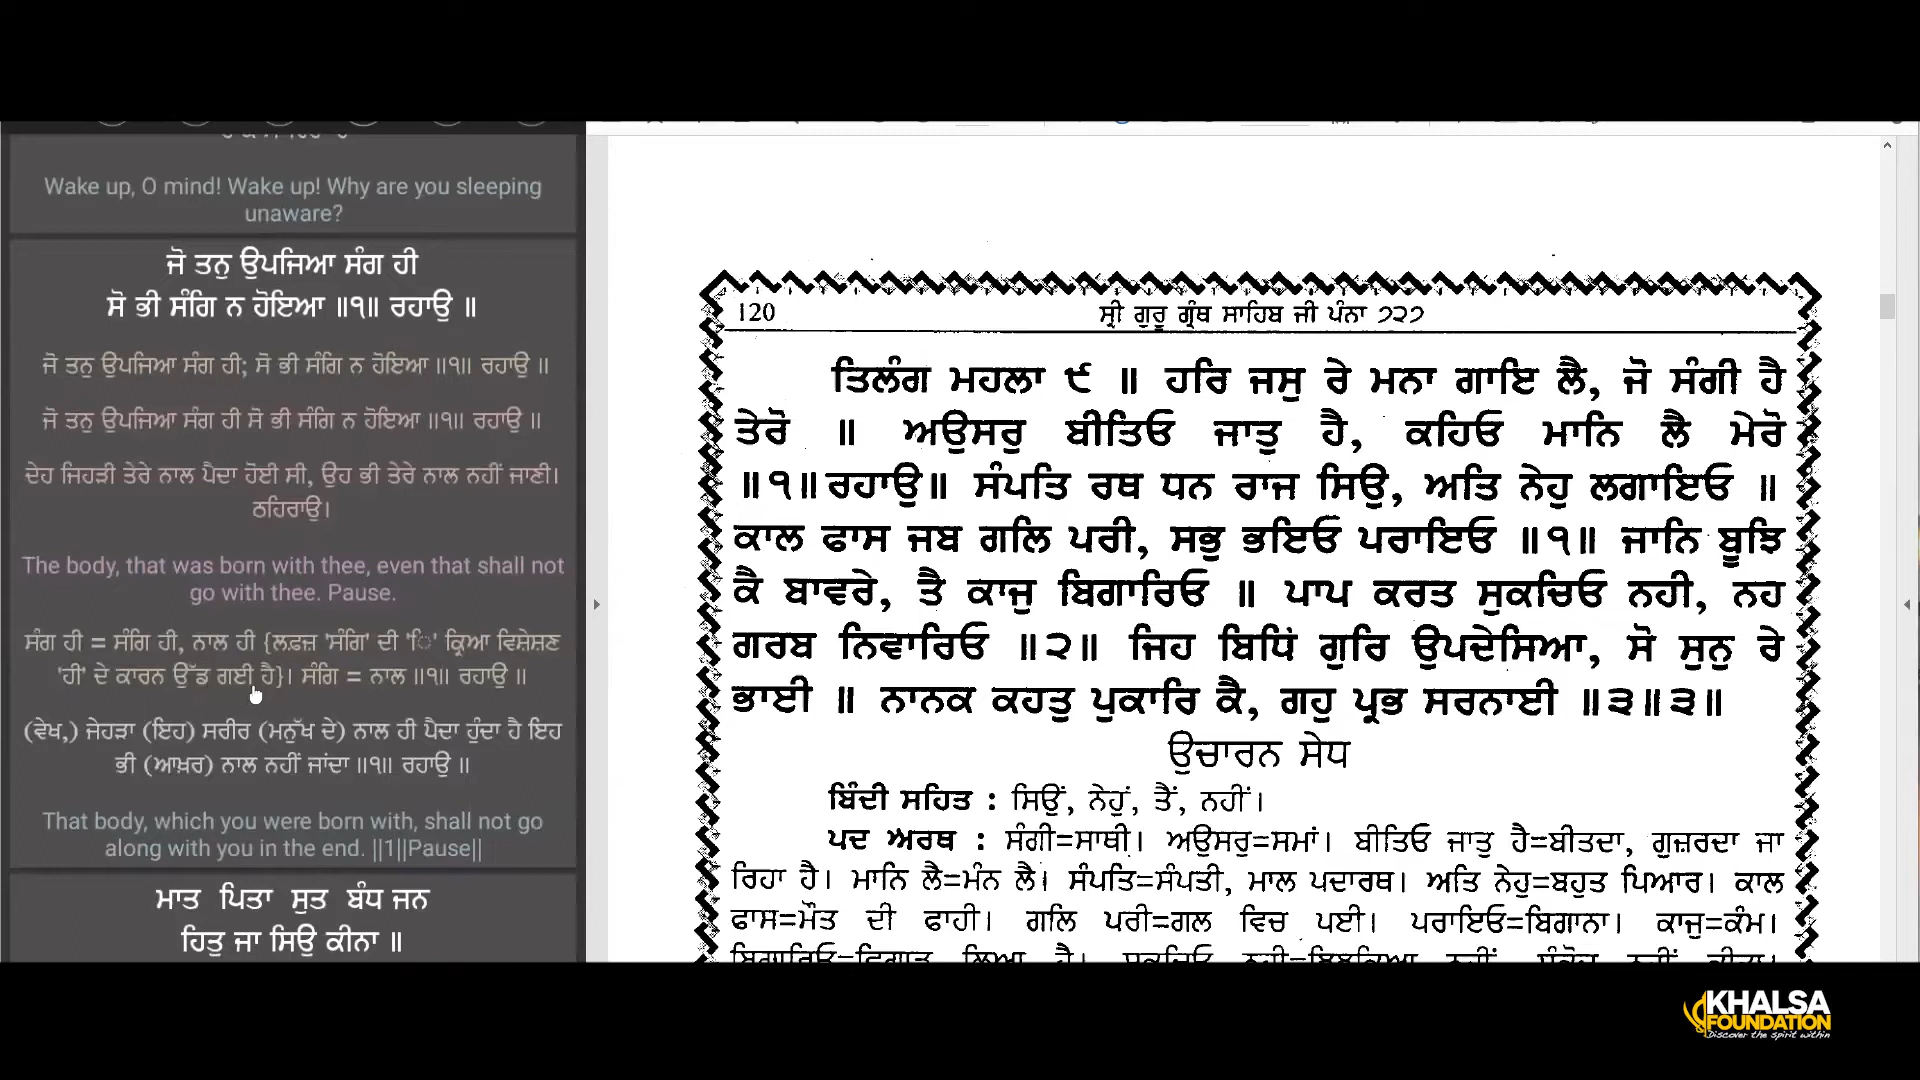 Wake up, O mind! Wake up! Why are you sleeping
unaware?
ਜੋ ਤਨੁ ਉਪਜਿਆ ਸੰਗ ਹੀ
ਸੋ ਭੀ ਸੰਗਿ ਨ ਹੋਇਆ ॥੧॥ ਰਹਾਉ ॥
ਜੋ ਤਨੁ ਉਪਜਿਆ ਸੰਗ ਹੀ; ਸੋ ਭੀ ਸੰਗਿ ਨ ਹੋਇਆ ॥੧॥ ਰਹਾਉ ॥
ਜੋ ਤਨੁ ਉਪਜਿਆ ਸੰਗ ਹੀ ਸੋ ਭੀ ਸੰਗਿ ਨ ਹੋਇਆ ॥੧॥ ਰਹਾਉ ॥
ਦੇਹ ਜਿਹੜੀ ਤੇਰੇ ਨਾਲ ਪੈਦਾ ਹੋਈ ਸੀ, ਉਹ ਭੀ ਤੇਰੇ ਨਾਲ ਨਹੀਂ ਜਾਣੀ।
ਠਹਿਰਾਉ।
The body, that was born with thee, even that shall not
go with thee. Pause.
ਸੰਗ ਹੀ = ਸੰਗਿ ਹੀ, ਨਾਲ ਹੀ {ਲਫ਼ਜ਼ 'ਸੰਗਿ' ਦੀ 'ਿ' ਕ੍ਰਿਆ ਵਿਸ਼ੇਸ਼ਣ
'ਹੀ' ਦੇ ਕਾਰਨ ਉੱਡ ਗਈ ਹੈ}। ਸੰਗਿ = ਨਾਲ ॥੧॥ ਰਹਾਉ ॥
(ਵੇਖ,) ਜੇਹੜਾ (ਇਹ) ਸਰੀਰ (ਮਨੁੱਖ ਦੇ) ਨਾਲ ਹੀ ਪੈਦਾ ਹੁੰਦਾ ਹੈ ਇਹ
ਭੀ (ਆਖ਼ਰ) ਨਾਲ ਨਹੀਂ ਜਾਂਦਾ ॥੧॥ ਰਹਾਉ ॥
That body, which you were born with, shall not go
along with you in the end. ||1||Pause||
ਮਾਤ ਪਿਤਾ ਸੁਤ ਬੰਧ ਜਨ
ਹਿਤੁ ਜਾ ਸਿਉ ਕੀਨਾ ॥
120 ਸ੍ਰੀ ਗੁਰੂ ਗ੍ਰੰਥ ਸਾਹਿਬ ਜੀ ਪੰਨਾ ੭੨੭
ਤਿਲੰਗ ਮਹਲਾ ੯ ॥ ਹਰਿ ਜਸੁ ਰੇ ਮਨਾ ਗਾਇ ਲੈ, ਜੋ ਸੰਗੀ ਹੈ
ਤੇਰੋ ॥ ਅਉਸਰੁ ਬੀਤਿਓ ਜਾਤੁ ਹੈ, ਕਹਿਓ ਮਾਨਿ ਲੈ ਮੇਰੋ
॥੧॥ਰਹਾਉ॥ ਸੰਪਤਿ ਰਥ ਧਨ ਰਾਜ ਸਿਉ, ਅਤਿ ਨੇਹੁ ਲਗਾਇਓ ॥
ਕਾਲ ਫਾਸ ਜਬ ਗਲਿ ਪਰੀ, ਸਭੁ ਭਇਓ ਪਰਾਇਓ ॥੧॥ ਜਾਨਿ ਬੂਝਿ
ਕੈ ਬਾਵਰੇ, ਤੈ ਕਾਜੁ ਬਿਗਾਰਿਓ ॥ ਪਾਪ ਕਰਤ ਸੁਕਚਿਓ ਨਹੀ, ਨਹ
ਗਰਬ ਨਿਵਾਰਿਓ ॥੨॥ ਜਿਹ ਬਿਧਿ ਗੁਰਿ ਉਪਦੇਸਿਆ, ਸੋ ਸੁਨੁ ਰੇ
ਭਾਈ ॥ ਨਾਨਕ ਕਹਤੁ ਪੁਕਾਰਿ ਕੈ, ਗਹੁ ਪ੍ਰਭ ਸਰਨਾਈ ॥੩॥੩॥
ਉਚਾਰਨ ਸੇਧ
ਬਿੰਦੀ ਸਹਿਤ : ਸਿਉਂ, ਨੇਹੁਂ, ਤੈਂ, ਨਹੀਂ।
ਪਦ ਅਰਥ : ਸੰਗੀ=ਸਾਥੀ। ਅਉਸਰੁ=ਸਮਾਂ। ਬੀਤਿਓ ਜਾਤੁ ਹੈ=ਬੀਤਦਾ, ਗੁਜ਼ਰਦਾ ਜਾ
ਰਿਹਾ ਹੈ। ਮਾਨਿ ਲੈ=ਮੰਨ ਲੈ। ਸੰਪਤਿ=ਸੰਪਤੀ, ਮਾਲ ਪਦਾਰਥ। ਅਤਿ ਨੇਹੁ=ਬਹੁਤ ਪਿਆਰ। ਕਾਲ
ਫਾਸ=ਮੌਤ ਦੀ ਫਾਹੀ। ਗਲਿ ਪਰੀ=ਗਲ ਵਿਚ ਪਈ। ਪਰਾਇਓ=ਬਿਗਾਨਾ। ਕਾਜੁ=ਕੰਮ।
KHALSA
FOUNDATION
Discover the spirit within